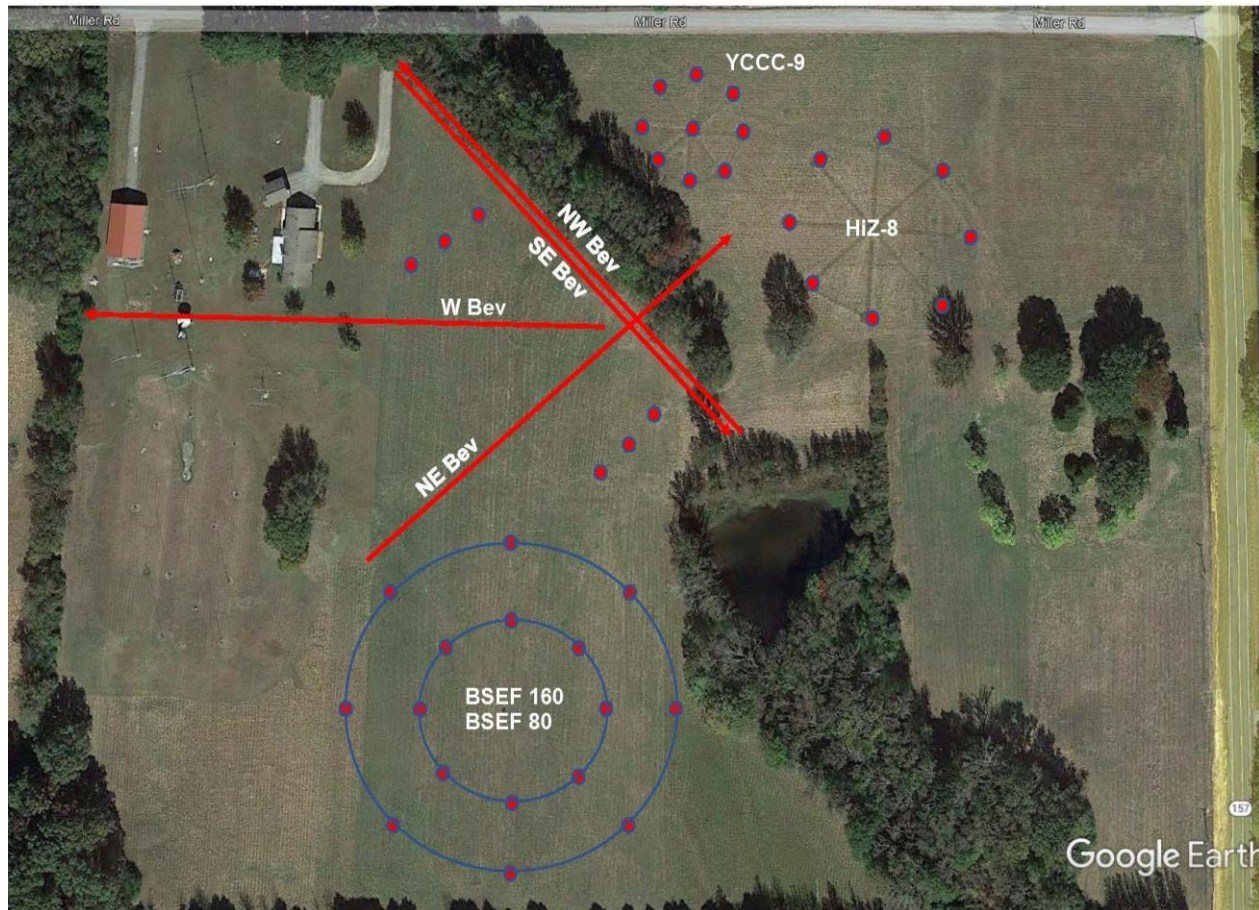 Miller Rd
Miller Rd
Miller Rd
YCCC-9
HiZ-8
NW Bev
SE Bev
W Bev
NE Bev
BSEF 160
BSEF 80
157
Google Earth